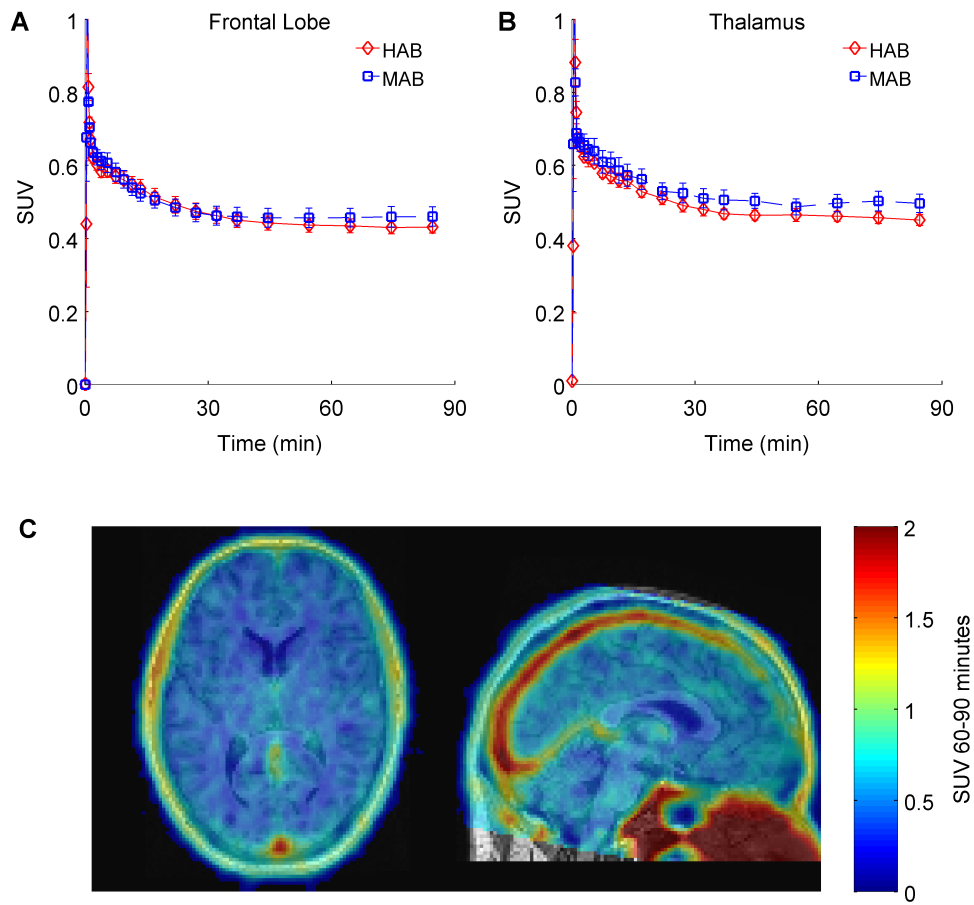 A
Frontal Lobe
HAB
MAB
SUV
1
0.8
0.6
0.4
0.2
0
0 30 60 90
Time (min)
B
Thalamus
HAB
MAB
SUV
1
0.8
0.6
0.4
0.2
0
0 30 60 90
Time (min)
C
2
1.5
1
0.5
0
SUV 60-90 minutes